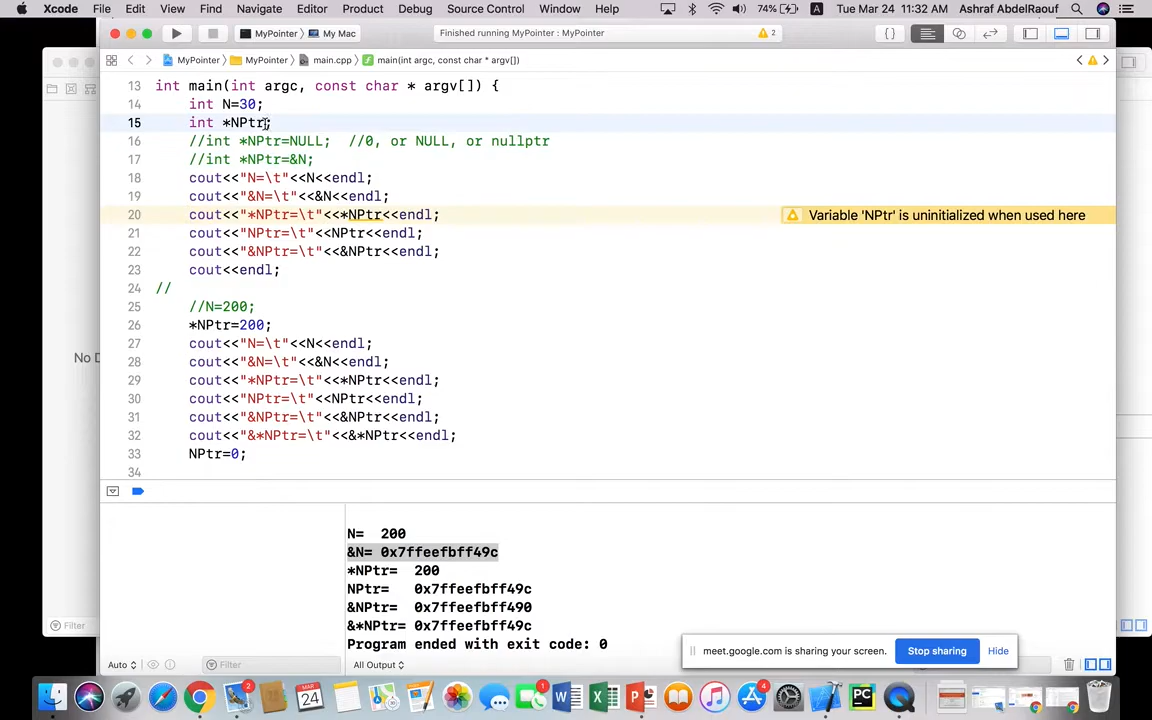 Xcode File Edit View Find Navigate Editor Product Debug Source Control Window Help 74% A Tue Mar 24 11:32 AM Ashraf AbdelRaouf
MyPointer 〉 My Mac Finished running MyPointer : MyPointer 2
MyPointer 〉 MyPointer 〉 main.cpp 〉 main(int argc, const char * argv[])
13 int main(int argc, const char * argv[]) {
14 int N=30;
15 int *NPtr;
16 //int *NPtr=NULL; //0, or NULL, or nullptr
17 //int *NPtr=&N;
18 cout<<"N=\t"<<N<<endl;
19 cout<<"&N=\t"<<&N<<endl;
20 cout<<"*NPtr=\t"<<*NPtr<<endl; Variable 'NPtr' is uninitialized when used here
21 cout<<"NPtr=\t"<<NPtr<<endl;
22 cout<<"&NPtr=\t"<<&NPtr<<endl;
23 cout<<endl;
24 //
25 //N=200;
26 *NPtr=200;
27 cout<<"N=\t"<<N<<endl;
28 cout<<"&N=\t"<<&N<<endl;
29 cout<<"*NPtr=\t"<<*NPtr<<endl;
30 cout<<"NPtr=\t"<<NPtr<<endl;
31 cout<<"&NPtr=\t"<<&NPtr<<endl;
32 cout<<"&*NPtr=\t"<<&*NPtr<<endl;
33 NPtr=0;
34
No D
N= 200
&N= 0x7ffeefbff49c
*NPtr= 200
NPtr= 0x7ffeefbff49c
&NPtr= 0x7ffeefbff490
&*NPtr= 0x7ffeefbff49c
Program ended with exit code: 0
Filter
meet.google.com is sharing your screen. Stop sharing Hide
Auto Filter All Output
2 MAR 24 1 W X P 4 PC